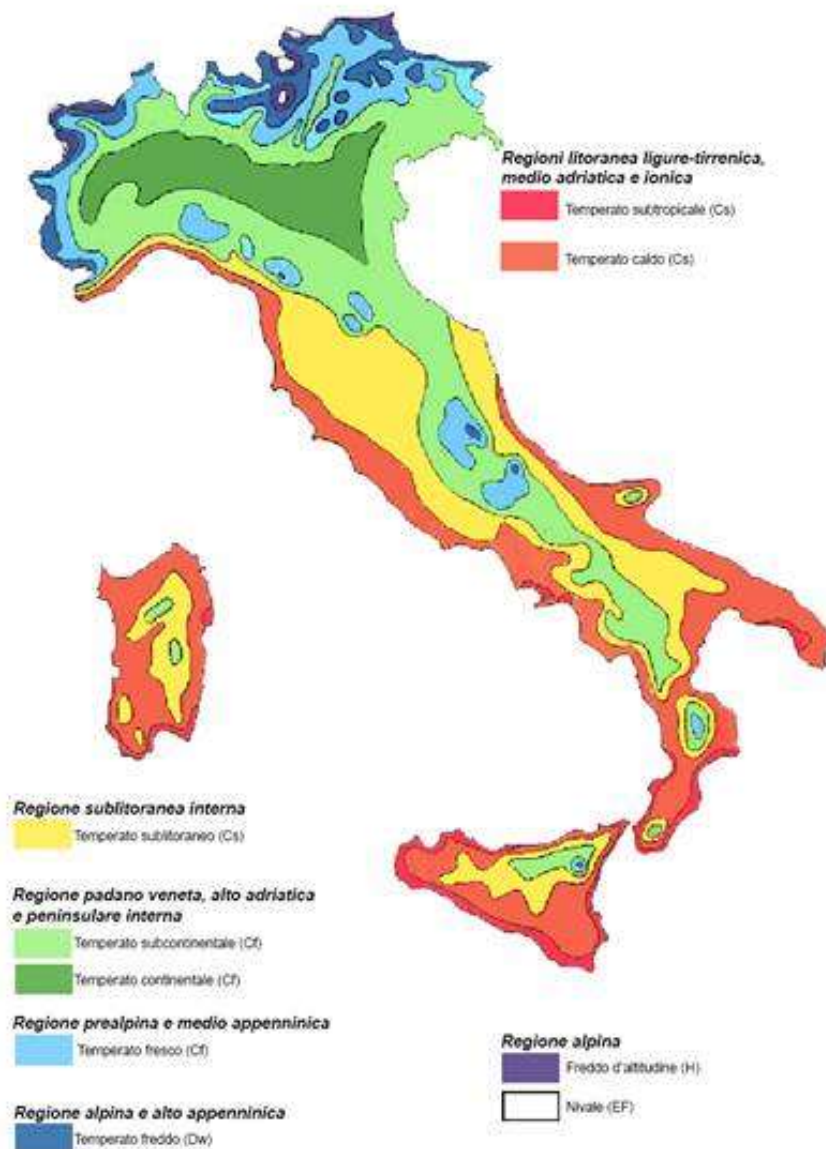 Regioni litoranea ligure-tirrenica,
medio adriatica e ionica
Temperato subtropicale (Cs)
Temperato caldo (Cs)
Regione sublitoranea interna
Temperato sublitoraneo (Cs)
Regione padano veneta, alto adriatica
e peninsulare interna
Temperato subcontinentale (Cf)
Temperato continentale (Cf)
Regione prealpina e medio appenninica
Temperato fresco (Cf)
Regione alpina e alto appenninica
Temperato freddo (Dw)
Regione alpina
Freddo d'altitudine (H)
Nivale (EF)